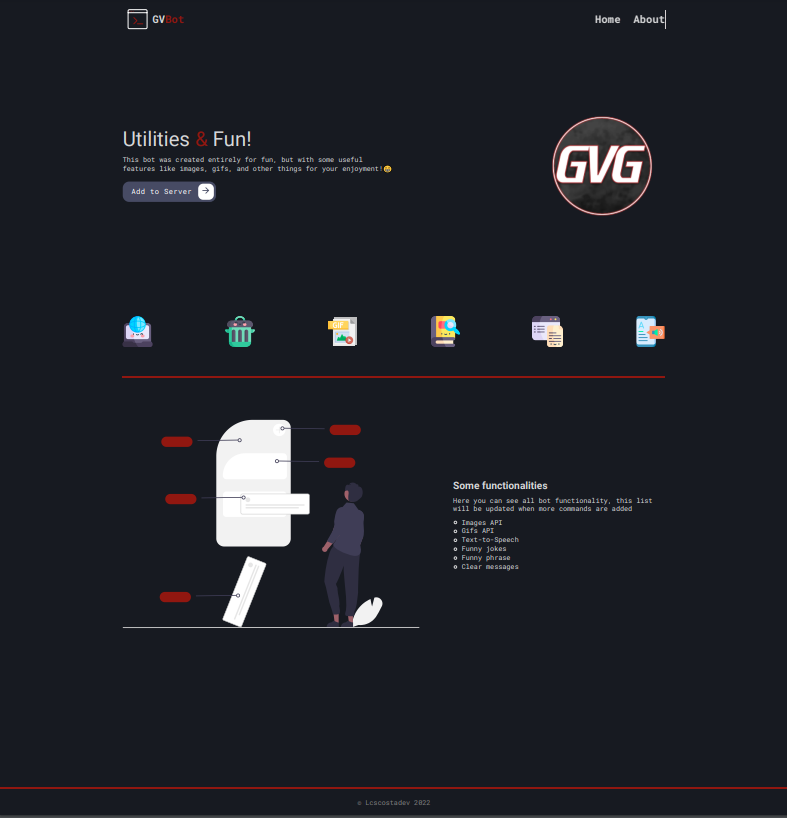 GVBot
Home About
Utilities & Fun!
This bot was created entirely for fun, but with some useful
features like images, gifs, and other things for your enjoyment!😄
Add to Server
GVG
GIF
Some functionalities
Here you can see all bot functionality, this list
will be updated when more commands are added
Images API
Gifs API
Text-to-Speech
Funny jokes
Funny phrase
Clear messages
© Lcscostadev 2022